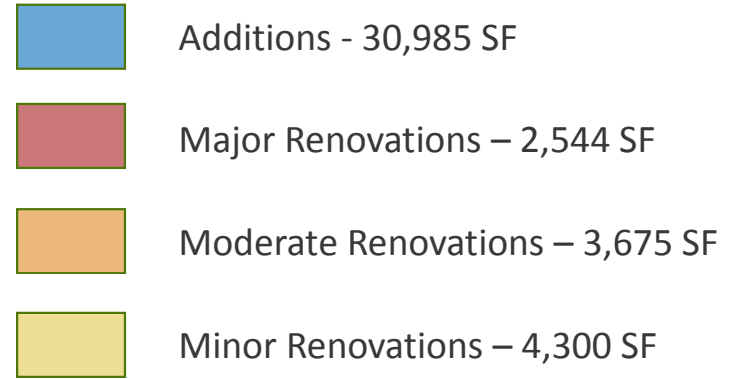 Additions - 30,985 SF
Major Renovations – 2,544 SF
Moderate Renovations – 3,675 SF
Minor Renovations – 4,300 SF